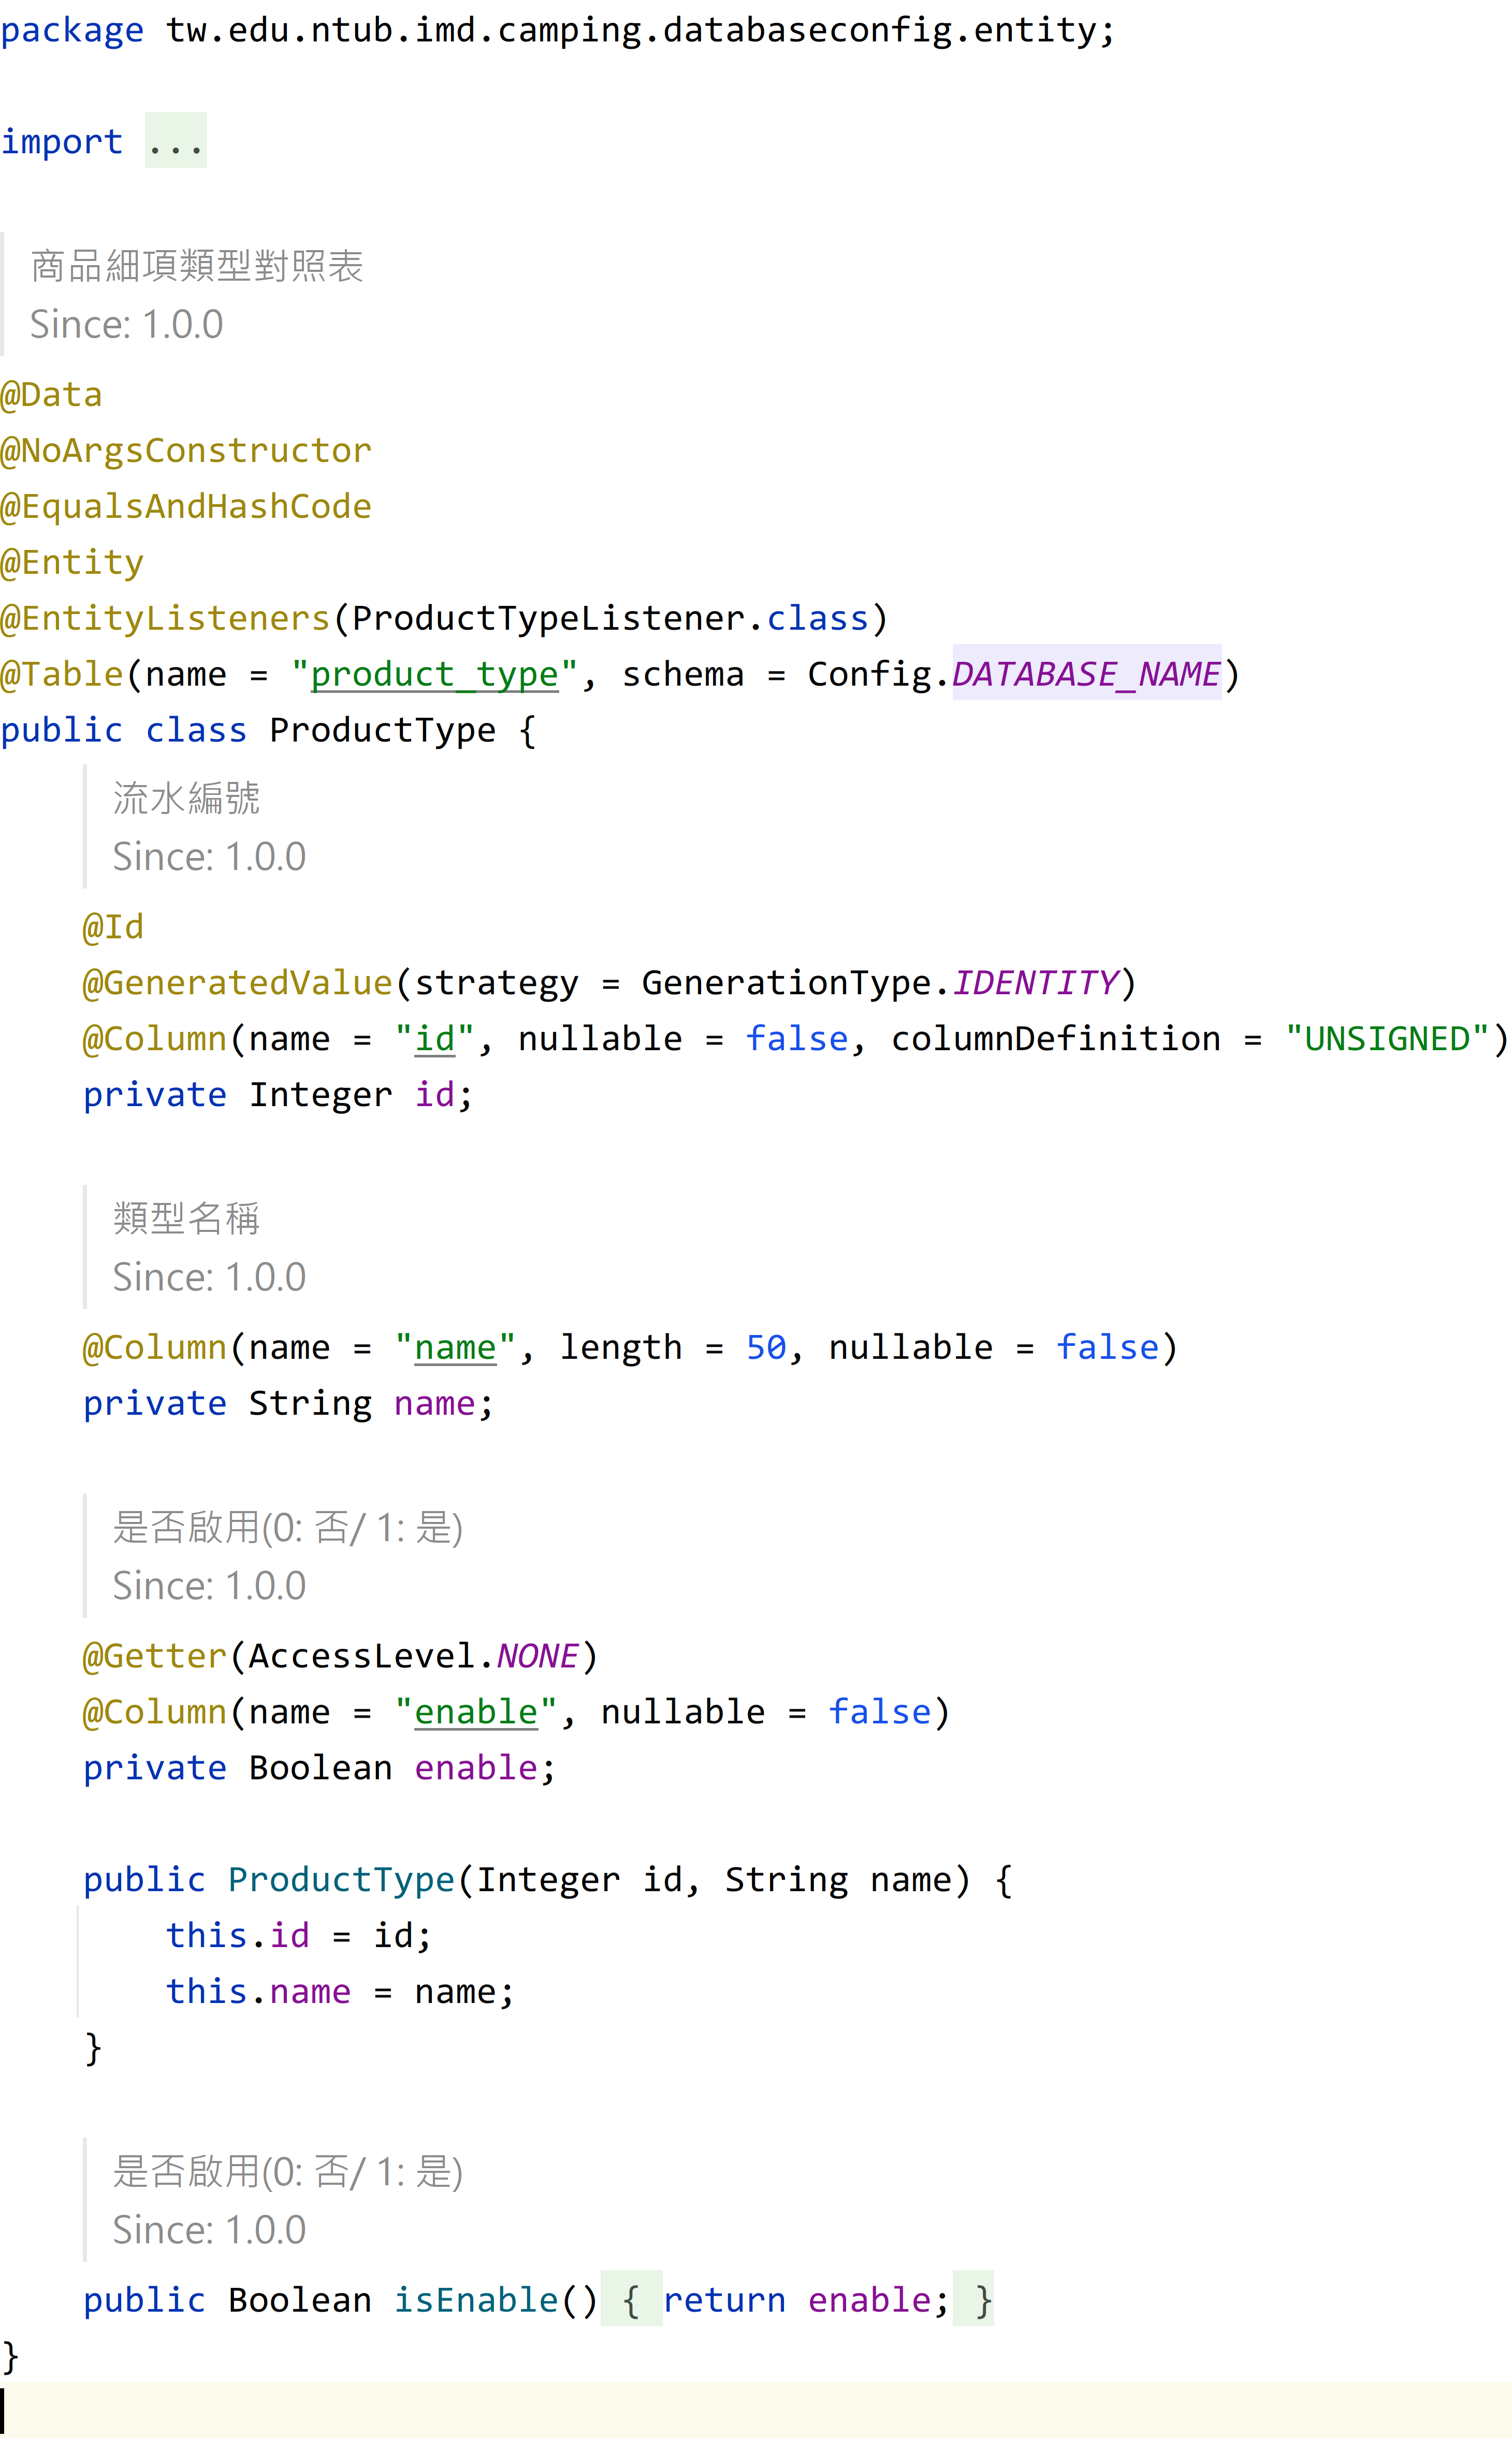 package tw.edu.ntub.imd.camping.databaseconfig.entity;
import ...
商品細項類型對照表
Since: 1.0.0
@Data
@NoArgsConstructor
@EqualsAndHashCode
@Entity
@EntityListeners(ProductTypeListener.class)
@Table(name = "product_type", schema = Config.DATABASE_NAME)
public class ProductType {
流水編號
Since: 1.0.0
@Id
@GeneratedValue(strategy = GenerationType.IDENTITY)
@Column(name = "id", nullable = false, columnDefinition = "UNSIGNED")
private Integer id;
類型名稱
Since: 1.0.0
@Column(name = "name", length = 50, nullable = false)
private String name;
是否啟用(0: 否/ 1: 是)
Since: 1.0.0
@Getter(AccessLevel.NONE)
@Column(name = "enable", nullable = false)
private Boolean enable;
public ProductType(Integer id, String name) {
this.id = id;
this.name = name;
}
是否啟用(0: 否/ 1: 是)
Since: 1.0.0
public Boolean isEnable() { return enable; }
}